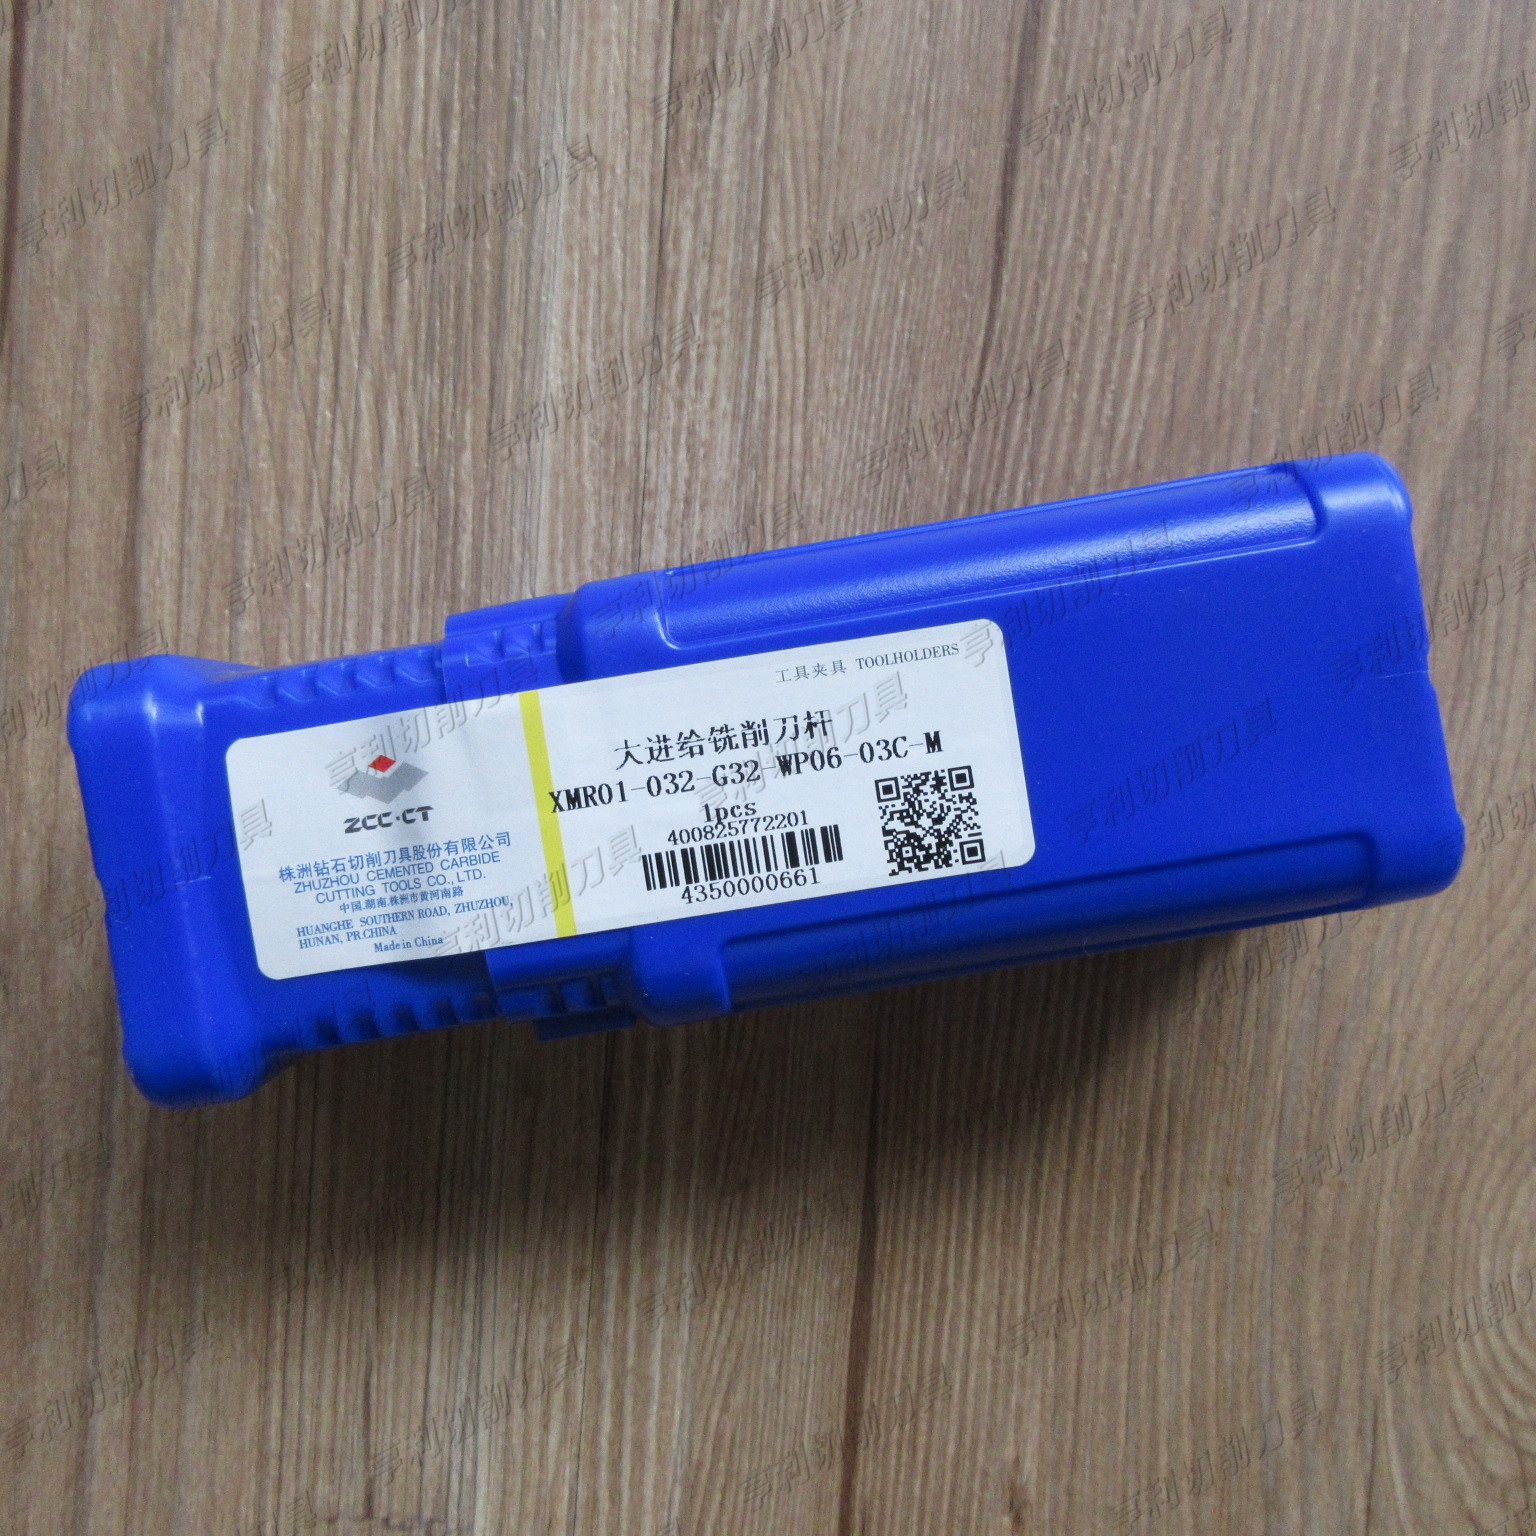 工具夹具 TOOLHOLDERS
ZCC·CT
株洲钻石切削刀具股份有限公司
ZHUZHOU CEMENTED CARBIDE
CUTTING TOOLS CO., LTD.
中国.湖南.株洲市黄河南路
HUANGHE SOUTHERN ROAD, ZHUZHOU,
HUNAN, PR.CHINA
Made in China
大进给铣削刀杆
XMR01-032-G32-WP06-03C-M
1pcs
400825772201
4350000661
亨利切削刀具